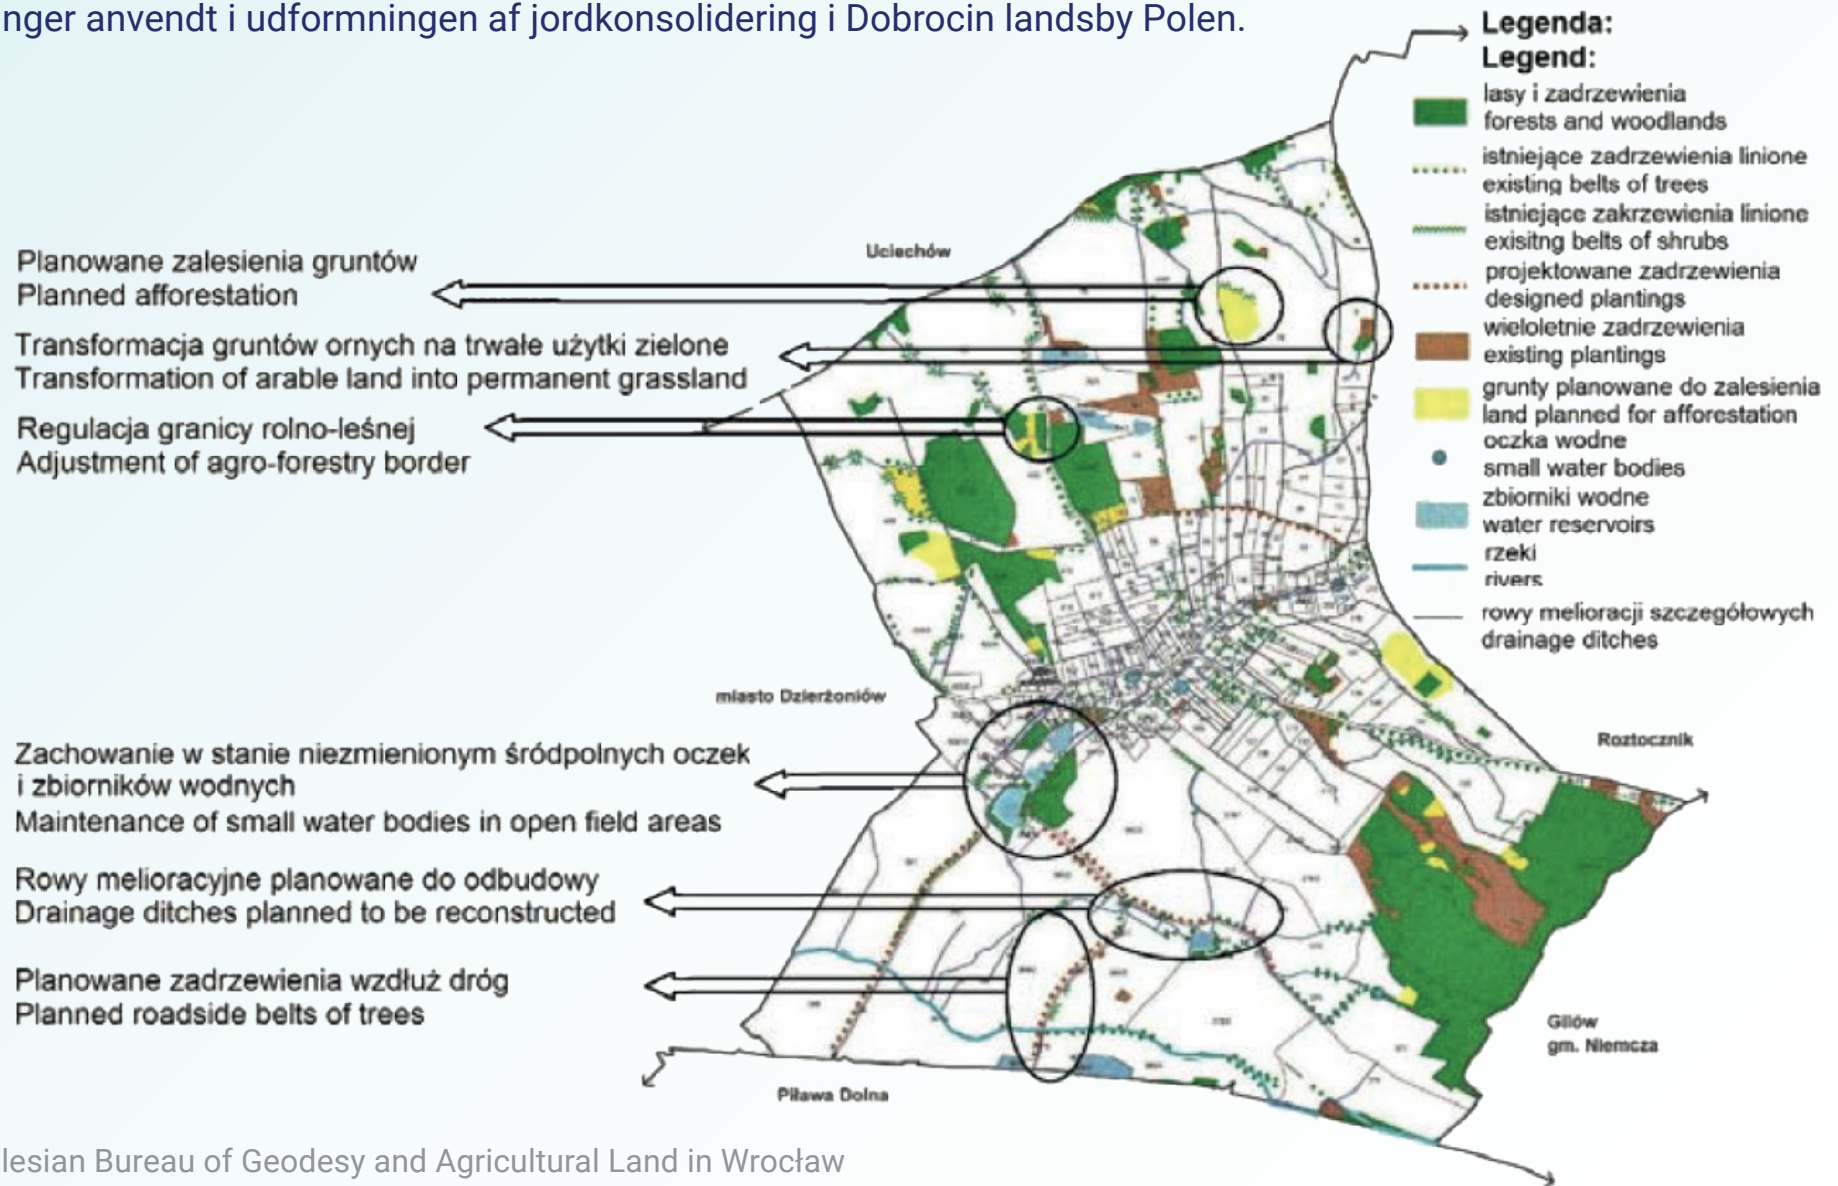 nger anvendt i udformningen af jordkonsolidering i Dobrocin landsby Polen.
Legenda:
Legend:
lasy i zadrzewienia
forests and woodlands
istniejące zadrzewienia linione
existing belts of trees
istniejące zakrzewienia linione
exisitng belts of shrubs
projektowane zadrzewienia
designed plantings
wieloletnie zadrzewienia
existing plantings
grunty planowane do zalesienia
land planned for afforestation
oczka wodne
small water bodies
zbiorniki wodne
water reservoirs
rzeki
rivers
rowy melioracji szczegółowych
drainage ditches
Uciechów
Planowane zalesienia gruntów
Planned afforestation
Transformacja gruntów ornych na trwałe użytki zielone
Transformation of arable land into permanent grassland
Regulacja granicy rolno-leśnej
Adjustment of agro-forestry border
miasto Dzierżoniów
Roztocznik
Zachowanie w stanie niezmienionym śródpolnych oczek
i zbiorników wodnych
Maintenance of small water bodies in open field areas
Rowy melioracyjne planowane do odbudowy
Drainage ditches planned to be reconstructed
Planowane zadrzewienia wzdłuż dróg
Planned roadside belts of trees
Gilów
gm. Niemcza
Piława Dolna
lesian Bureau of Geodesy and Agricultural Land in Wrocław